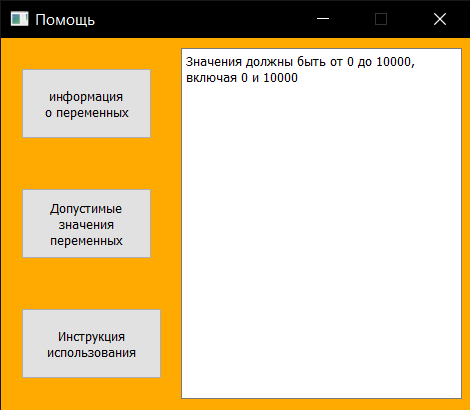 Помощь
информация
о переменных
Допустимые
значения
переменных
Инструкция
использования
Значения должны быть от 0 до 10000,
включая 0 и 10000